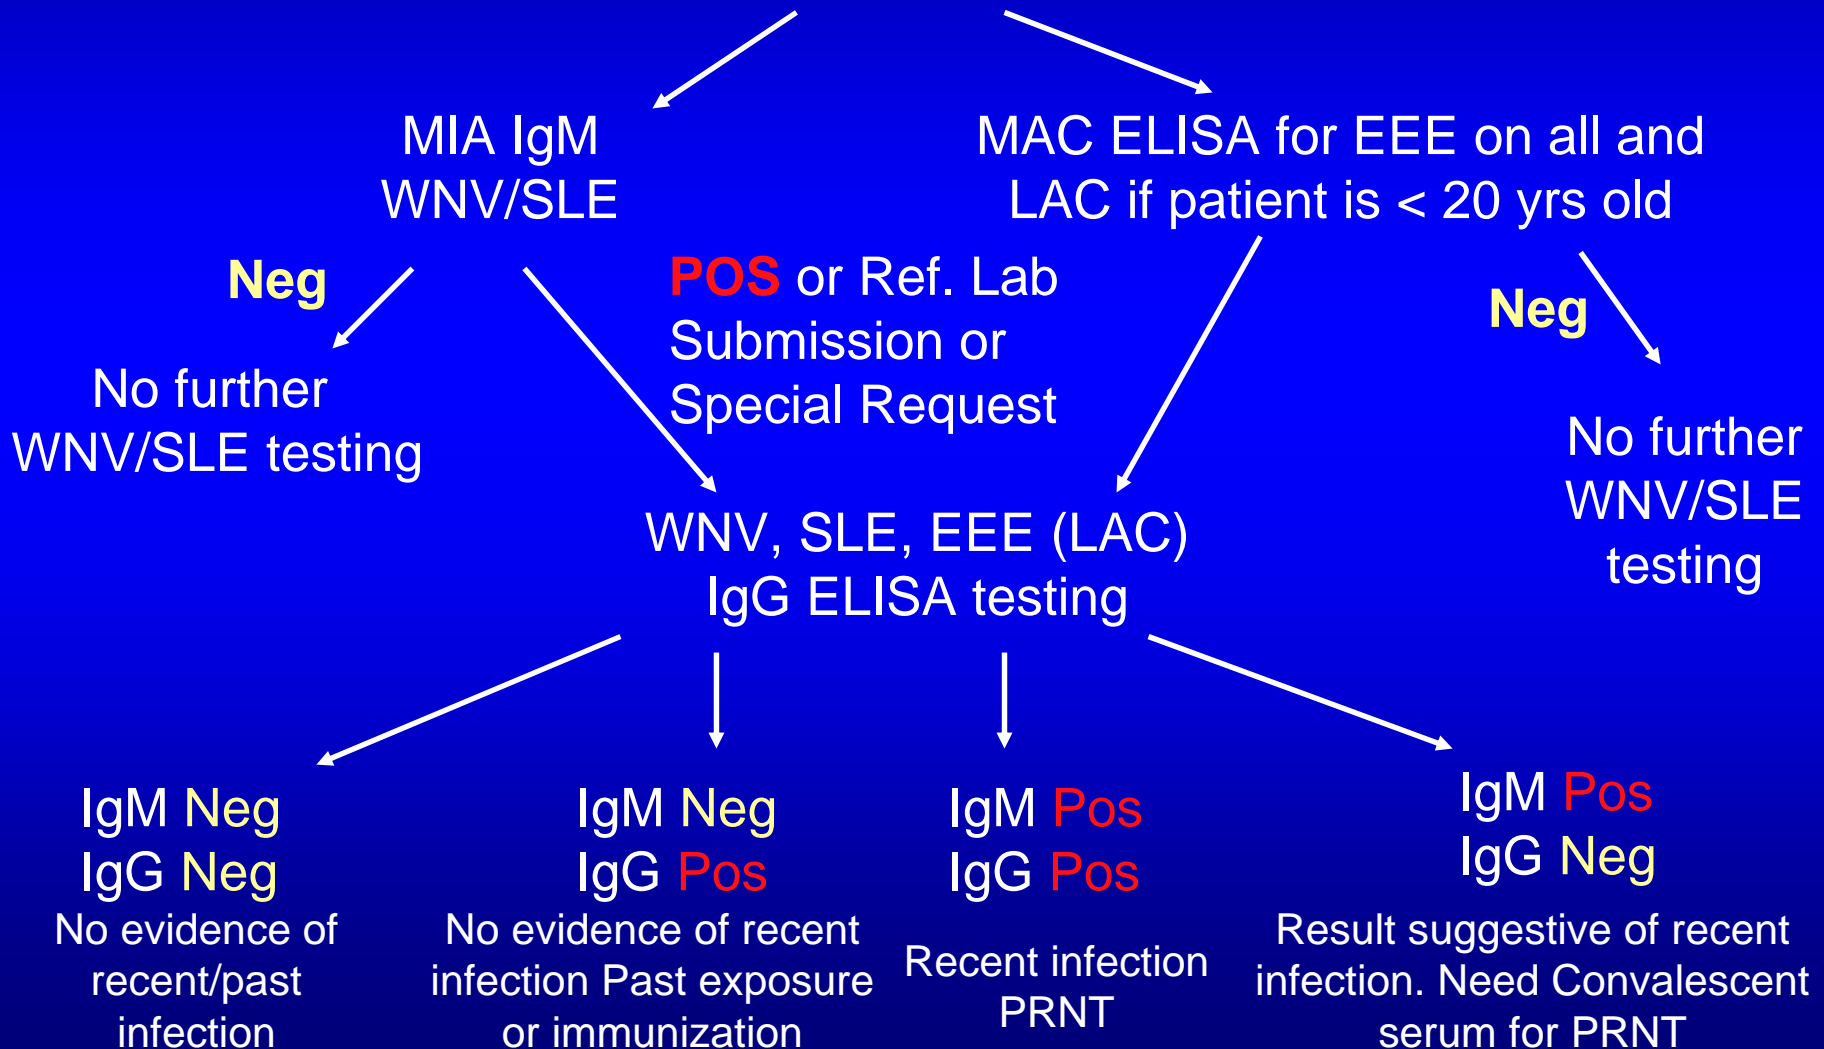 MIA IgM
WNV/SLE
MAC ELISA for EEE on all and
LAC if patient is < 20 yrs old
Neg
POS or Ref. Lab
Submission or
Special Request
Neg
No further
WNV/SLE testing
No further
WNV/SLE
testing
WNV, SLE, EEE (LAC)
IgG ELISA testing
IgM Neg
IgG Neg
No evidence of
recent/past
infection
IgM Neg
IgG Pos
No evidence of recent
infection Past exposure
or immunization
IgM Pos
IgG Pos
Recent infection
PRNT
IgM Pos
IgG Neg
Result suggestive of recent
infection. Need Convalescent
serum for PRNT